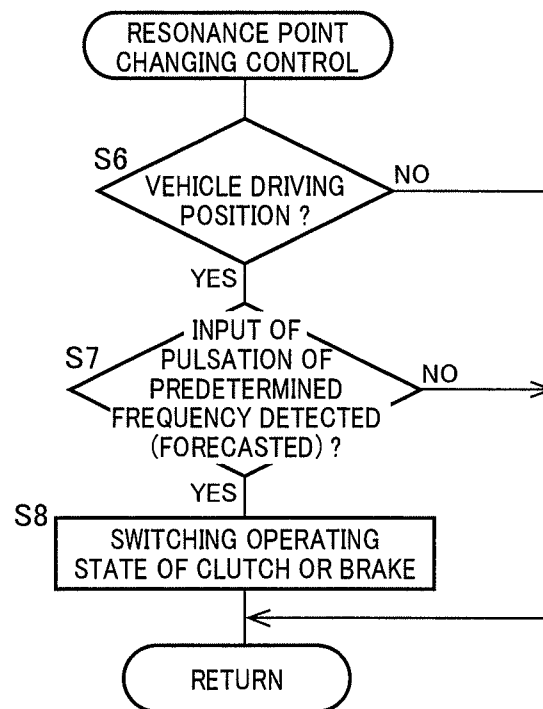 RESONANCE POINT
CHANGING CONTROL
S6
VEHICLE DRIVING
POSITION ?
NO
YES
S7
INPUT OF
PULSATION OF
PREDETERMINED
FREQUENCY DETECTED
(FORECASTED) ?
NO
YES
S8
SWITCHING OPERATING
STATE OF CLUTCH OR BRAKE
RETURN